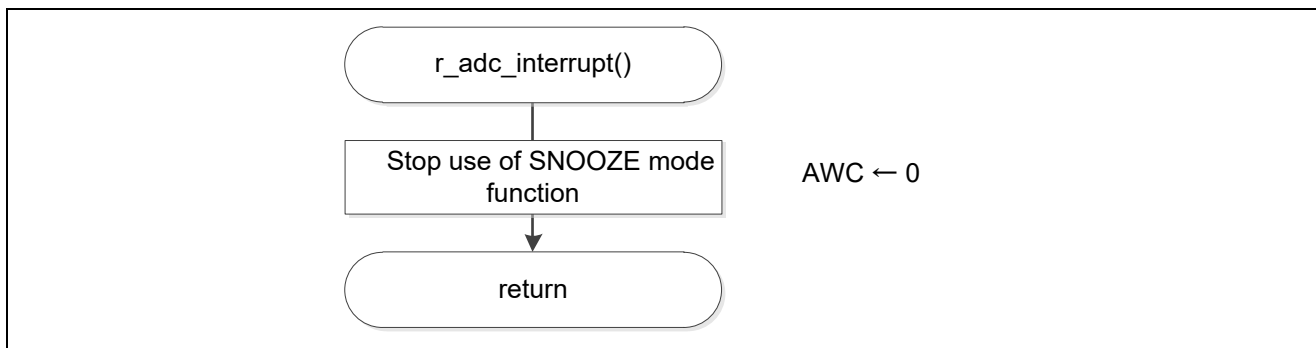 r_adc_interrupt()
Stop use of SNOOZE mode
function
AWC ← 0
return